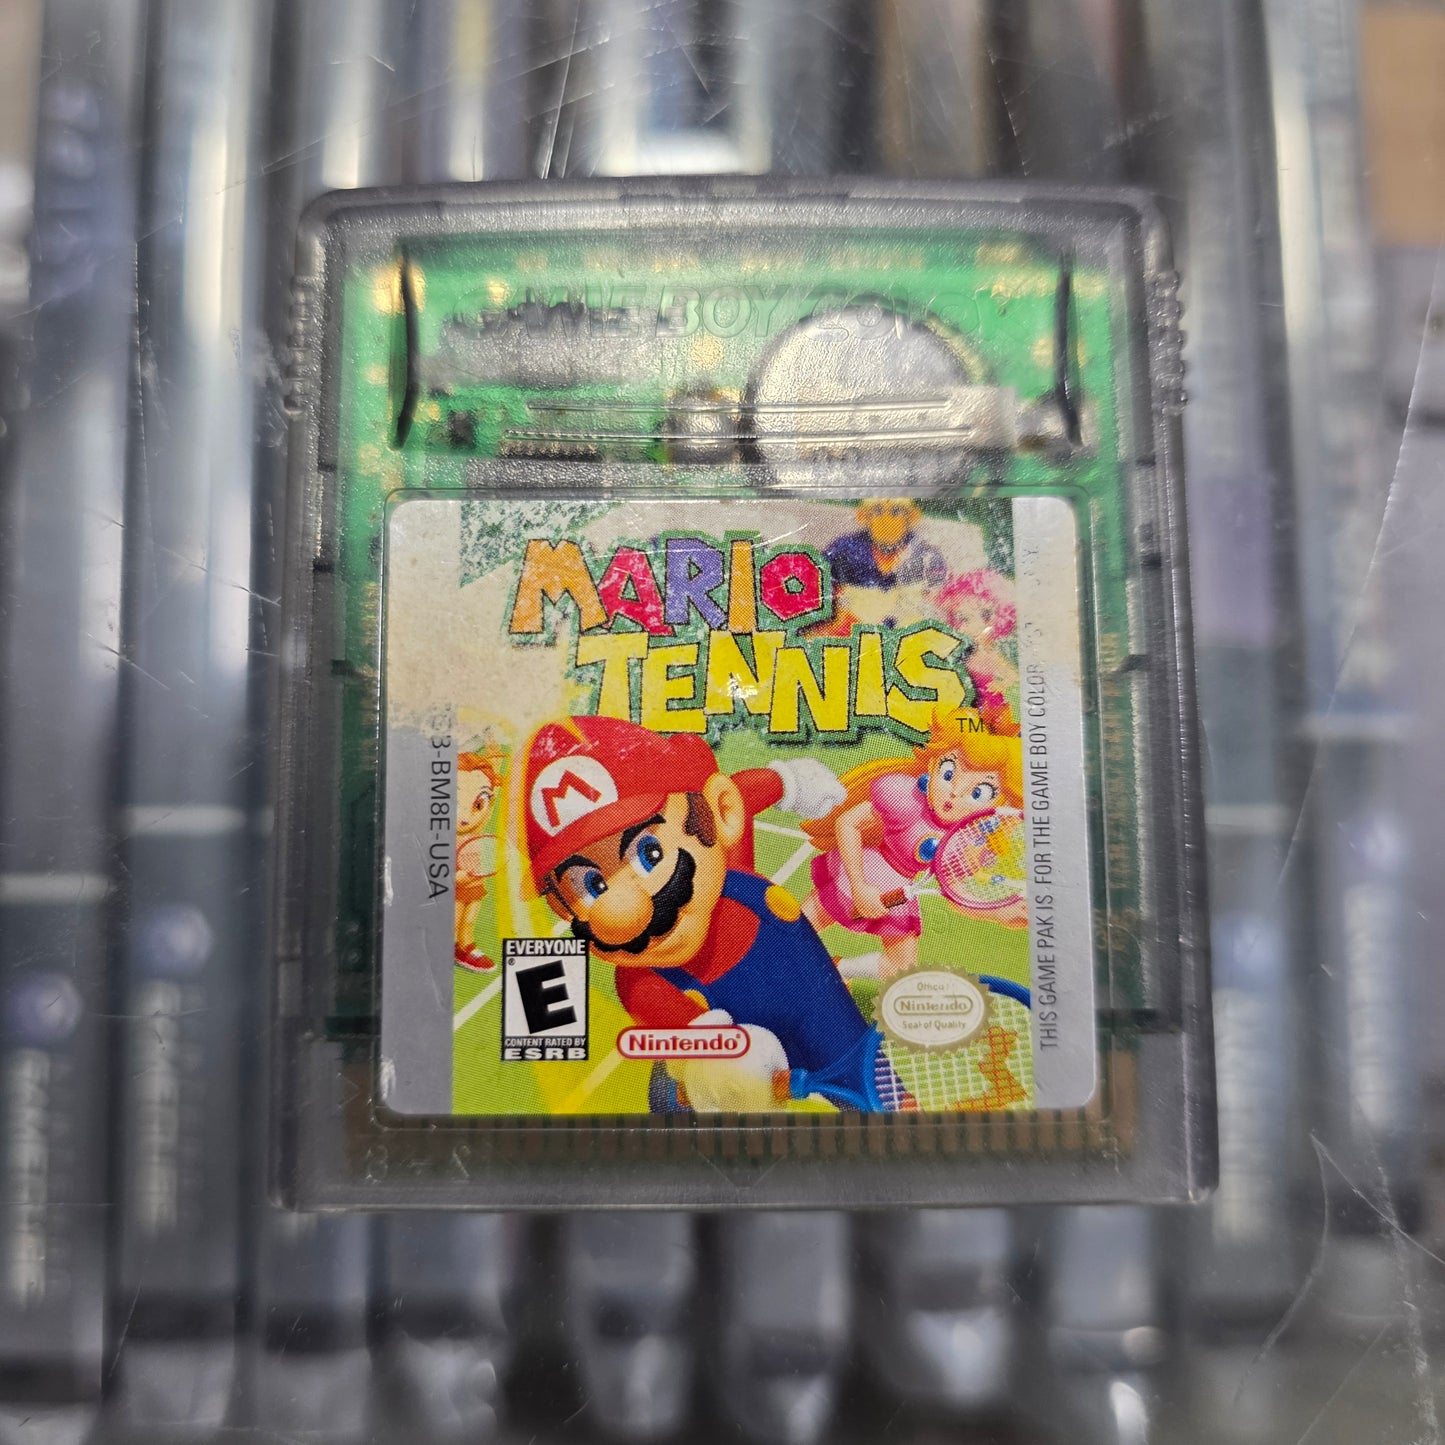 GAME BOY COLOR
MARIO
TENNIS
TM
BM8E-USA
M
EVERYONE
E
CONTENT RATED BY
ESRB
Nintendo®
Official
Nintendo
Seal of Quality
THIS GAME PAK IS FOR THE GAME BOY COLOR